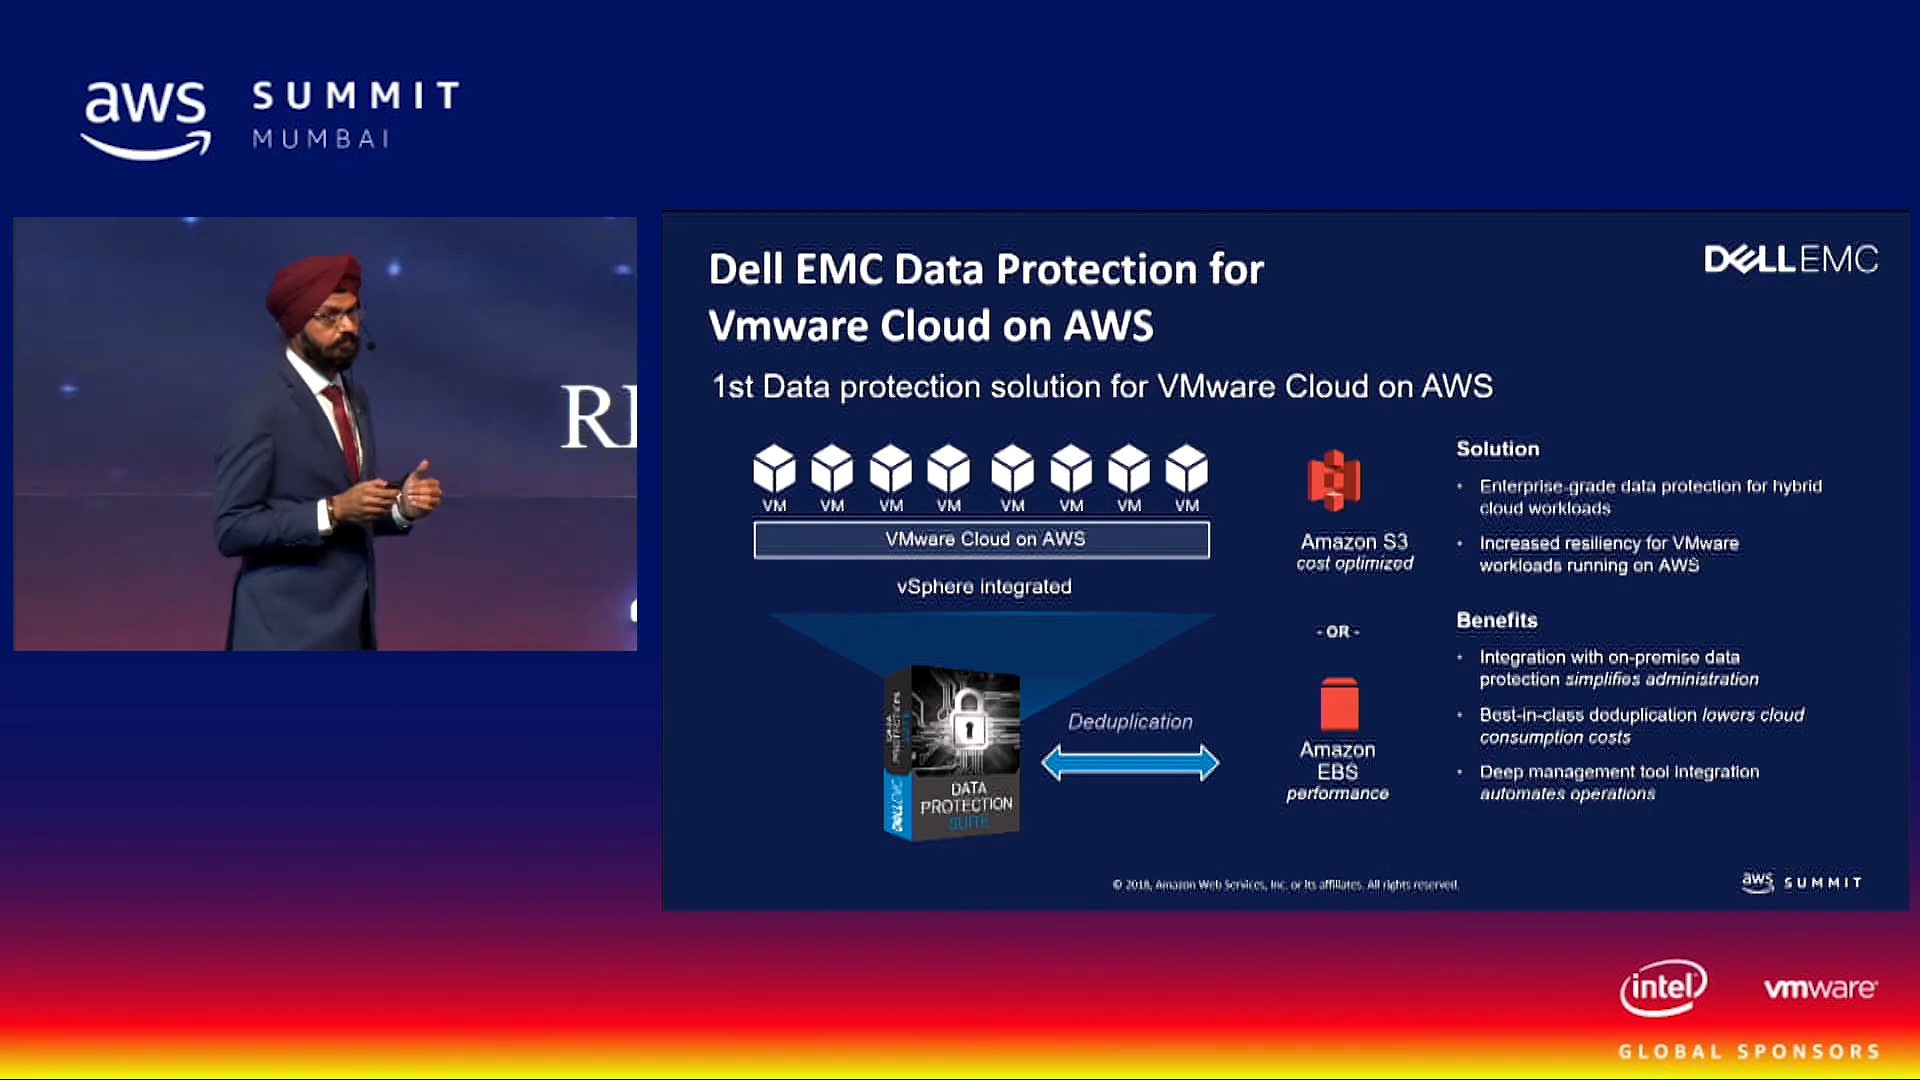 aws SUMMIT
MUMBAI
DELLEMC
Dell EMC Data Protection for
Vmware Cloud on AWS
1st Data protection solution for VMware Cloud on AWS
VM VM VM VM VM VM VM VM
VMware Cloud on AWS
vSphere integrated
Amazon S3
cost optimized
- OR -
Deduplication
Amazon
EBS
performance
DATA
PROTECTION
SUITE
Solution
• Enterprise-grade data protection for hybrid
cloud workloads
• Increased resiliency for VMware
workloads running on AWS
Benefits
• Integration with on-premise data
protection simplifies administration
• Best-in-class deduplication lowers cloud
consumption costs
• Deep management tool integration
automates operations
© 2018, Amazon Web Services, Inc. or its affiliates. All rights reserved.
aws SUMMIT
intel vmware
GLOBAL SPONSORS